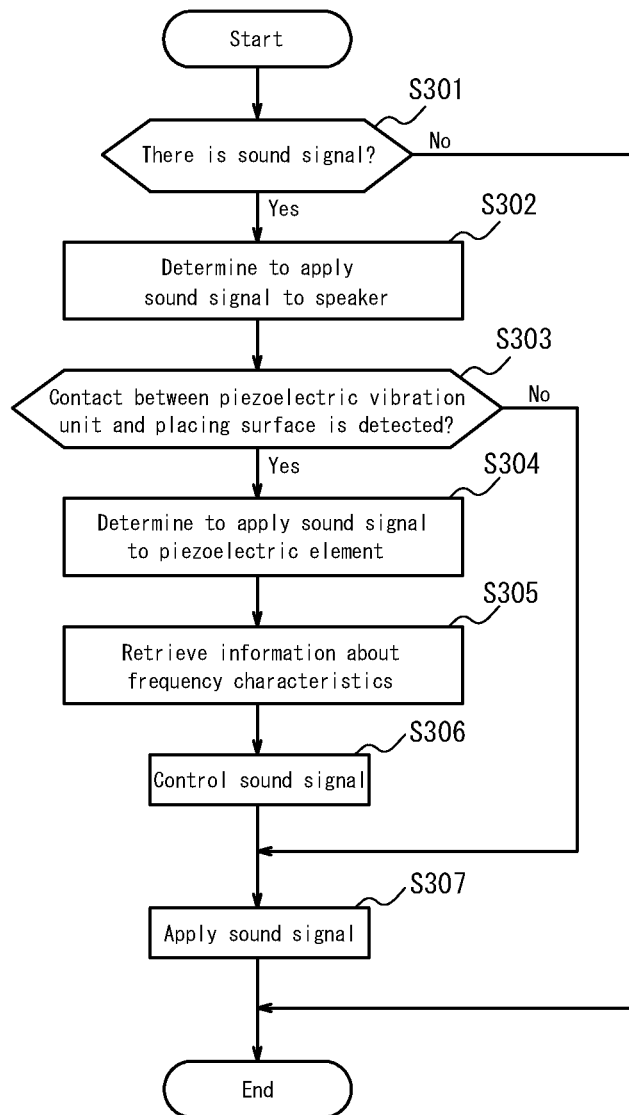 Start
S301
There is sound signal?
No
Yes
S302
Determine to apply
sound signal to speaker
S303
Contact between piezoelectric vibration
unit and placing surface is detected?
No
Yes
S304
Determine to apply sound signal
to piezoelectric element
S305
Retrieve information about
frequency characteristics
S306
Control sound signal
S307
Apply sound signal
End